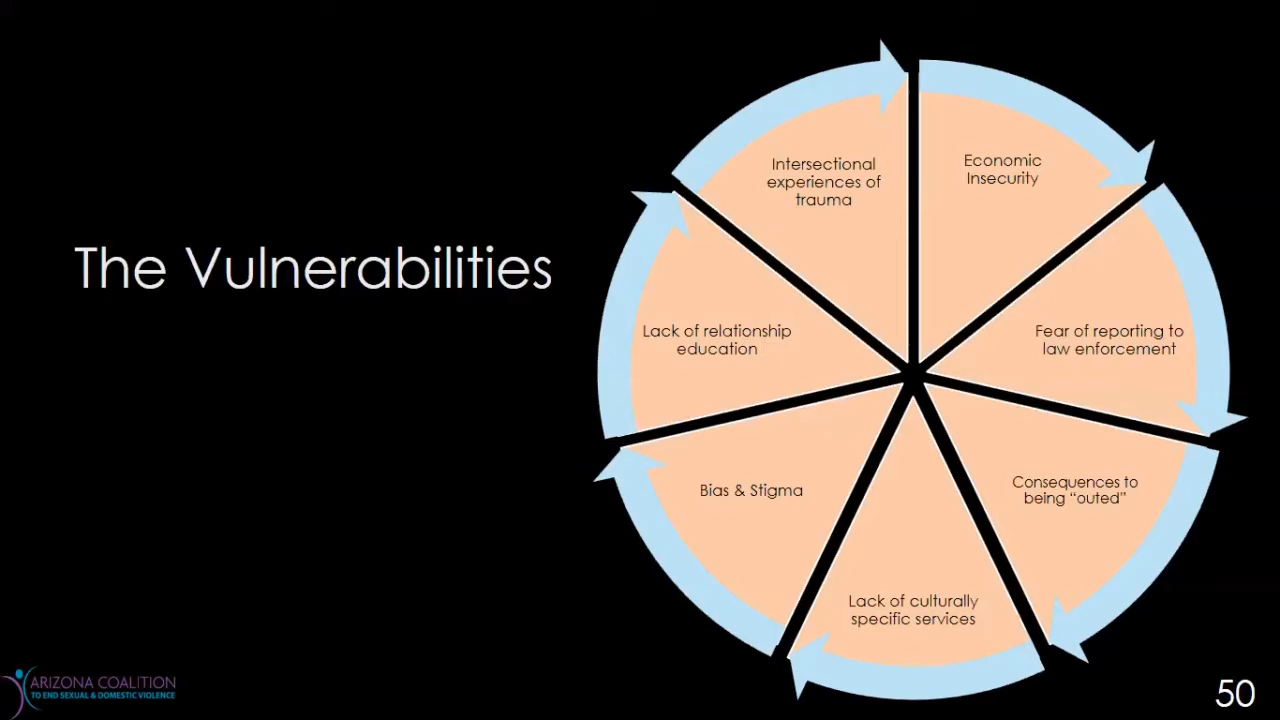 The Vulnerabilities
Economic
Insecurity
Fear of reporting to
law enforcement
Consequences to
being “outed”
Lack of culturally
specific services
Bias & Stigma
Lack of relationship
education
Intersectional
experiences of
trauma
ARIZONA COALITION
TO END SEXUAL & DOMESTIC VIOLENCE
50